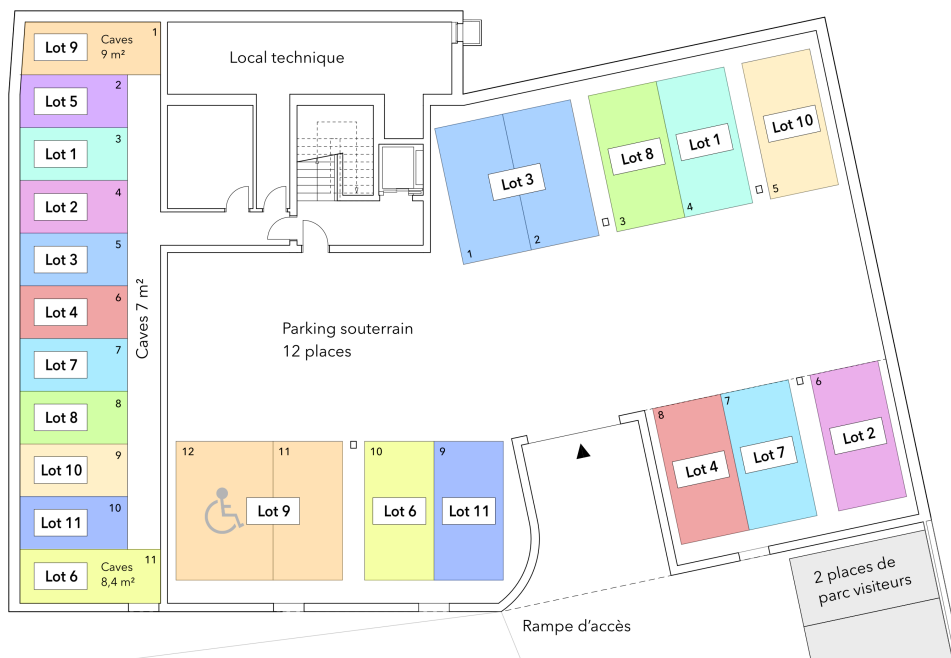 Lot 9
Caves
9 m²
1
Lot 5
2
Lot 1
3
Lot 2
4
Lot 3
5
Lot 4
6
Lot 7
7
Lot 8
8
Lot 10
9
Lot 11
10
Lot 6
Caves
8,4 m²
11
Caves 7 m²
Local technique
Lot 3
1
2
Lot 8
3
Lot 1
4
Lot 10
5
Parking souterrain
12 places
12
11
Lot 9
10
Lot 6
9
Lot 11
8
Lot 4
7
Lot 7
6
Lot 2
2 places de
parc visiteurs
Rampe d'accès